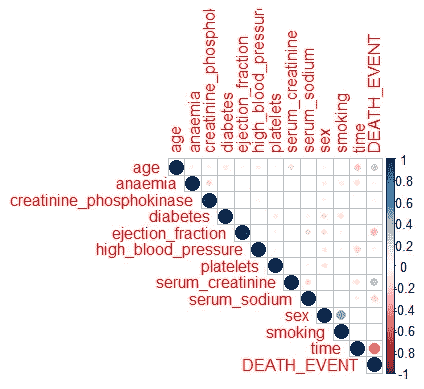 age
anaemia
creatinine_phosphol
diabetes
ejection_fraction
high_blood_pressure
platelets
serum_creatinine
serum_sodium
sex
smoking
time
DEATH_EVENT
age
anaemia
creatinine_phosphokinase
diabetes
ejection_fraction
high_blood_pressure
platelets
serum_creatinine
serum_sodium
sex
smoking
time
DEATH_EVENT
1
0.8
0.6
0.4
0.2
0
-0.2
-0.4
-0.6
-0.8
-1